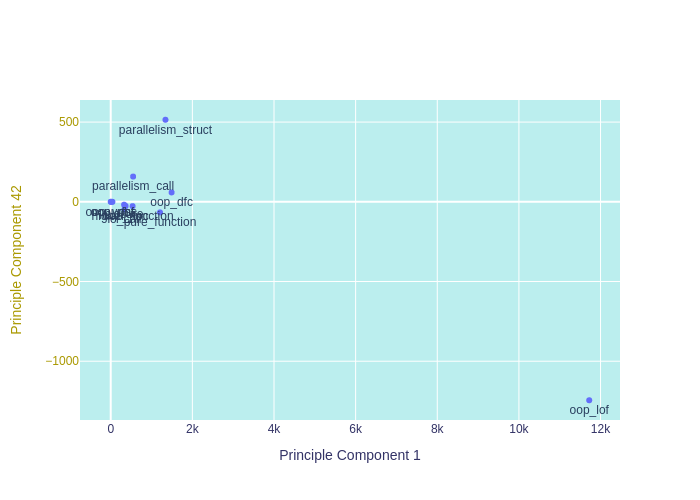 500
0
−500
−1000
parallelism_struct
parallelism_call
oop_dfc
_pure_function
oop_lof
0
2k
4k
6k
8k
10k
12k
Principle Component 1
Principle Component 42